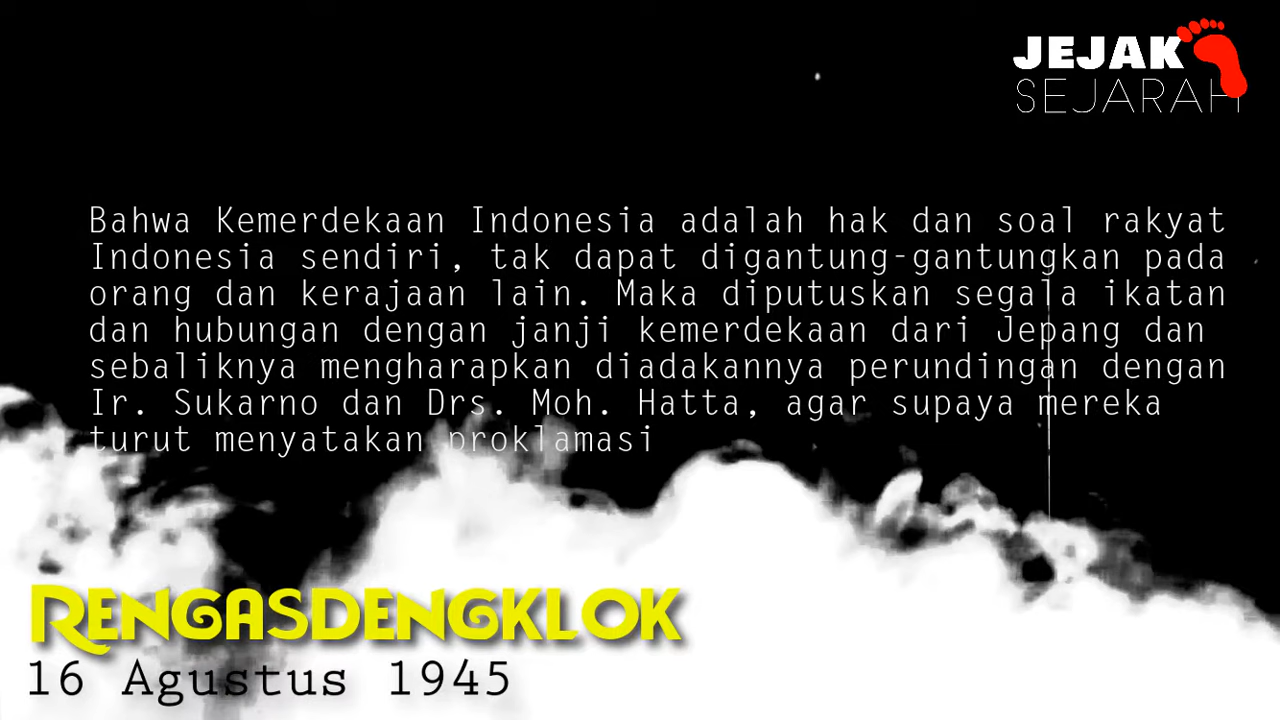 JEJAK
SEJARAH
Bahwa Kemerdekaan Indonesia adalah hak dan soal rakyat
Indonesia sendiri, tak dapat digantung-gantungkan pada
orang dan kerajaan lain. Maka diputuskan segala ikatan
dan hubungan dengan janji kemerdekaan dari Jepang dan
sebaliknya mengharapkan diadakannya perundingan dengan
Ir. Sukarno dan Drs. Moh. Hatta, agar supaya mereka
turut menyatakan proklamasi
RENGASDENGKLOK
16 Agustus 1945